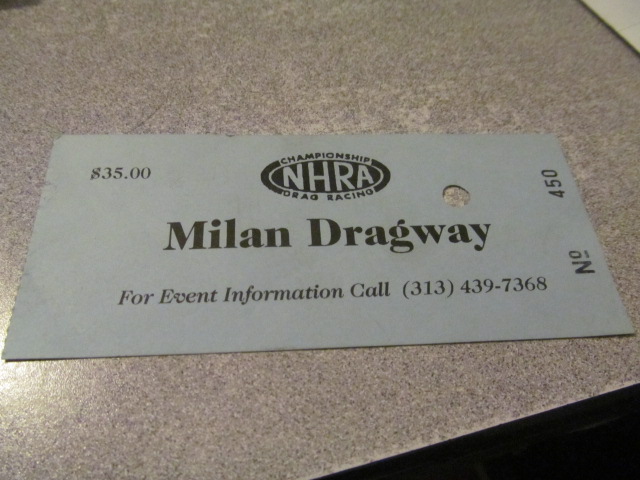 $35.00
CHAMPIONSHIP
NHRA
DRAG RACING
Milan Dragway
For Event Information Call (313) 439-7368
Nº 450